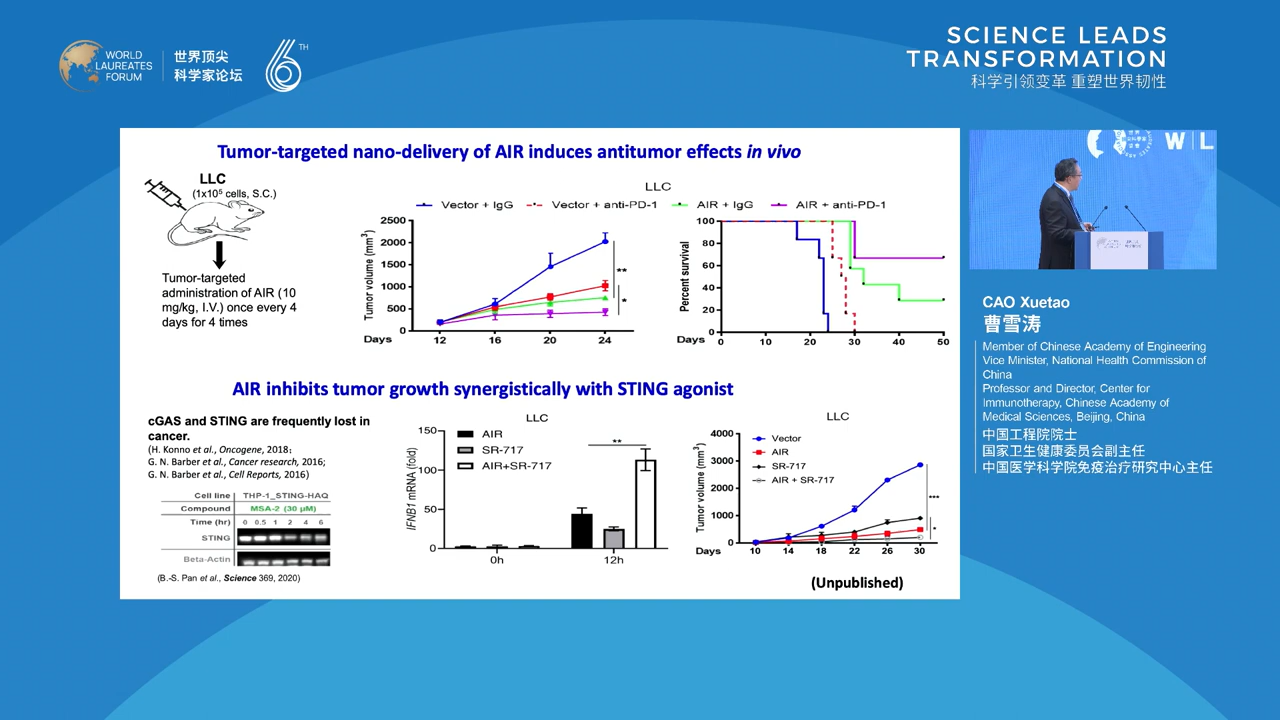 WORLD
LAUREATES
FORUM
世界顶尖
科学家论坛
6TH
SCIENCE LEADS
TRANSFORMATION
科学引领变革 重塑世界韧性
Tumor-targeted nano-delivery of AIR induces antitumor effects in vivo
LLC
(1x10⁵ cells, S.C.)
Tumor-targeted
administration of AIR (10
mg/kg, I.V.) once every 4
days for 4 times
LLC
Vector + IgG
Vector + anti-PD-1
AIR + IgG
AIR + anti-PD-1
Tumor volume (mm³)
2500
2000
1500
1000
500
0
Days
12
16
20
24
**
*
Percent survival
100
80
60
40
20
0
Days
0
10
20
30
40
50
AIR inhibits tumor growth synergistically with STING agonist
cGAS and STING are frequently lost in
cancer.
(H. Konno et al., Oncogene, 2018;
G. N. Barber et al., Cancer research, 2016;
G. N. Barber et al., Cell Reports, 2016)
Cell line THP-1_STING-HAQ
Compound MSA-2 (30 μM)
Time (hr) 0 0.5 1 2 4 6
STING
Beta-Actin
(B.-S. Pan et al., Science 369, 2020)
LLC
IFNB1 mRNA (fold)
150
100
50
0
AIR
SR-717
AIR+SR-717
**
0h
12h
LLC
Tumor volume (mm³)
4000
3000
2000
1000
0
Vector
AIR
SR-717
AIR + SR-717
***
*
Days
10
14
18
22
26
30
(Unpublished)
W L
CAO Xuetao
曹雪涛
Member of Chinese Academy of Engineering
Vice Minister, National Health Commission of
China
Professor and Director, Center for
Immunotherapy, Chinese Academy of
Medical Sciences, Beijing, China
中国工程院院士
国家卫生健康委员会副主任
中国医学科学院免疫治疗研究中心主任